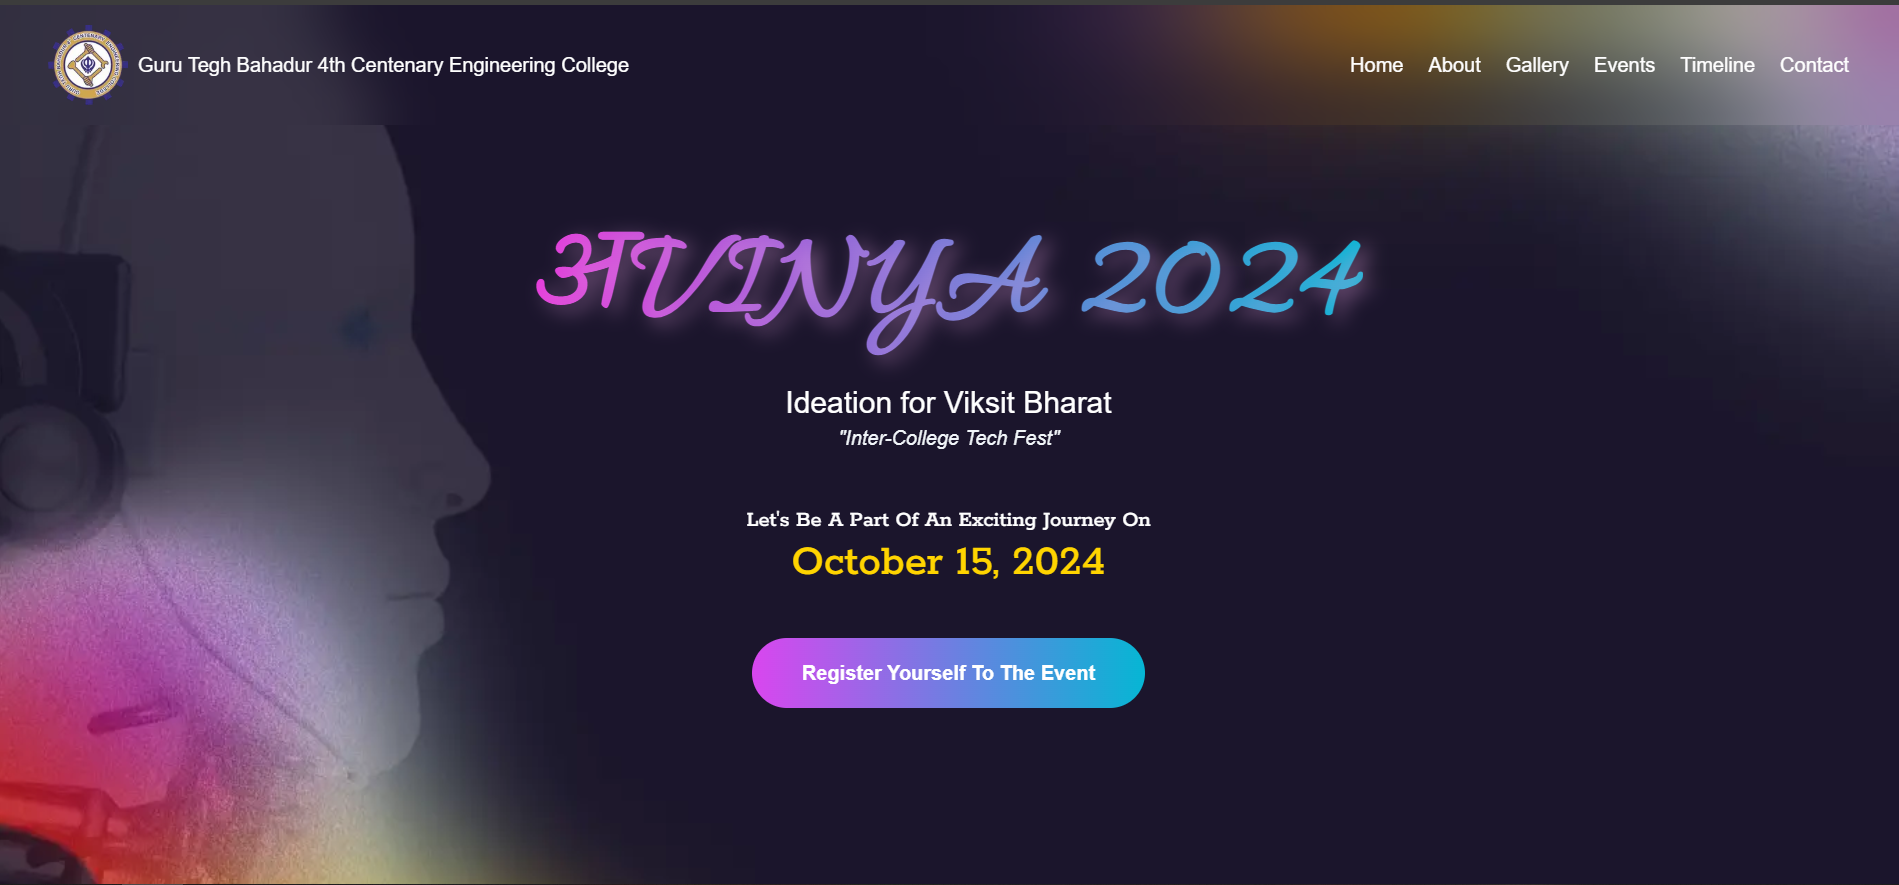 Guru Tegh Bahadur 4th Centenary Engineering College
Home About Gallery Events Timeline Contact
अVINYA 2024
Ideation for Viksit Bharat
"Inter-College Tech Fest"
Let's Be A Part Of An Exciting Journey On
October 15, 2024
Register Yourself To The Event